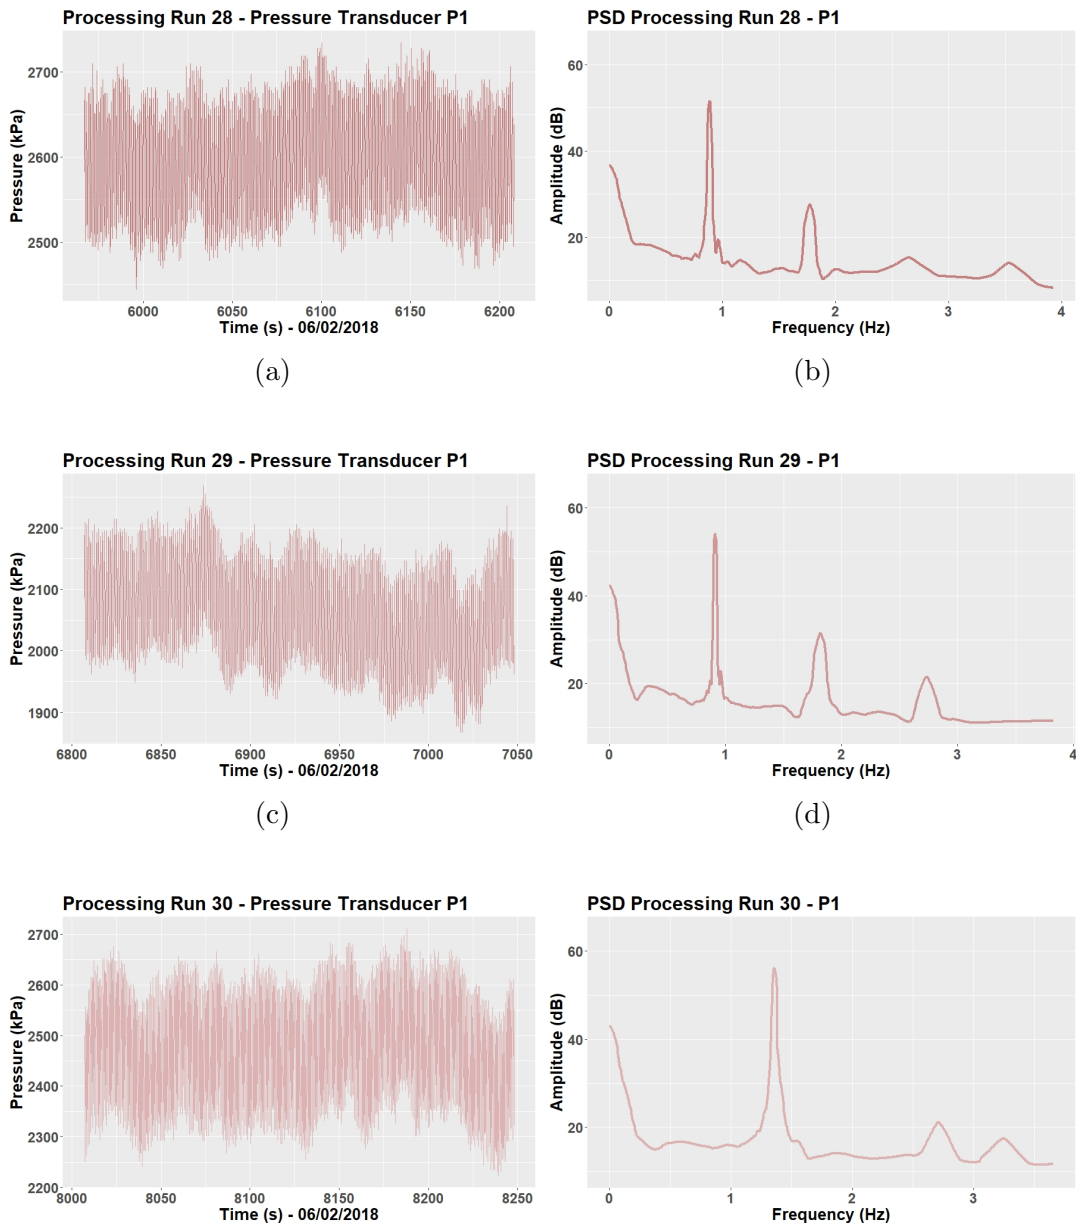 Processing Run 28 - Pressure Transducer P1
Pressure (kPa)
2700
2600
2500
6000 6050 6100 6150 6200
Time (s) - 06/02/2018
(a)
PSD Processing Run 28 - P1
Amplitude (dB)
60
40
20
0 1 2 3 4
Frequency (Hz)
(b)
Processing Run 29 - Pressure Transducer P1
Pressure (kPa)
2200
2100
2000
1900
6800 6850 6900 6950 7000 7050
Time (s) - 06/02/2018
(c)
PSD Processing Run 29 - P1
Amplitude (dB)
60
40
20
0 1 2 3 4
Frequency (Hz)
(d)
Processing Run 30 - Pressure Transducer P1
Pressure (kPa)
2700
2600
2500
2400
2300
2200
8000 8050 8100 8150 8200 8250
Time (s) - 06/02/2018
PSD Processing Run 30 - P1
Amplitude (dB)
60
40
20
0 1 2 3
Frequency (Hz)